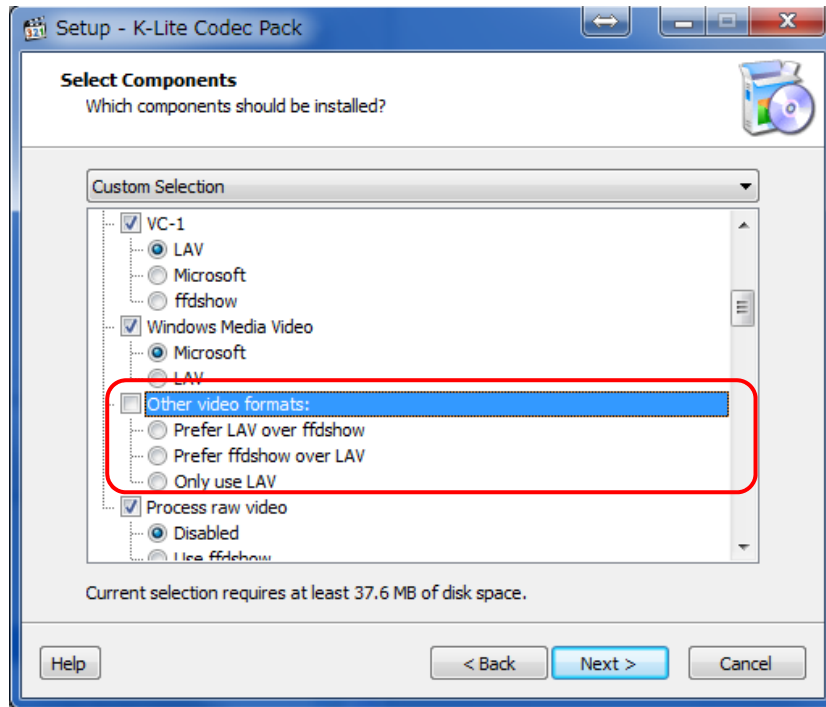 Setup - K-Lite Codec Pack
Select Components
Which components should be installed?
Custom Selection
VC-1
LAV
Microsoft
ffdshow
Windows Media Video
Microsoft
LAV
Other video formats:
Prefer LAV over ffdshow
Prefer ffdshow over LAV
Only use LAV
Process raw video
Disabled
Use ffdshow
Current selection requires at least 37.6 MB of disk space.
Help
< Back
Next >
Cancel